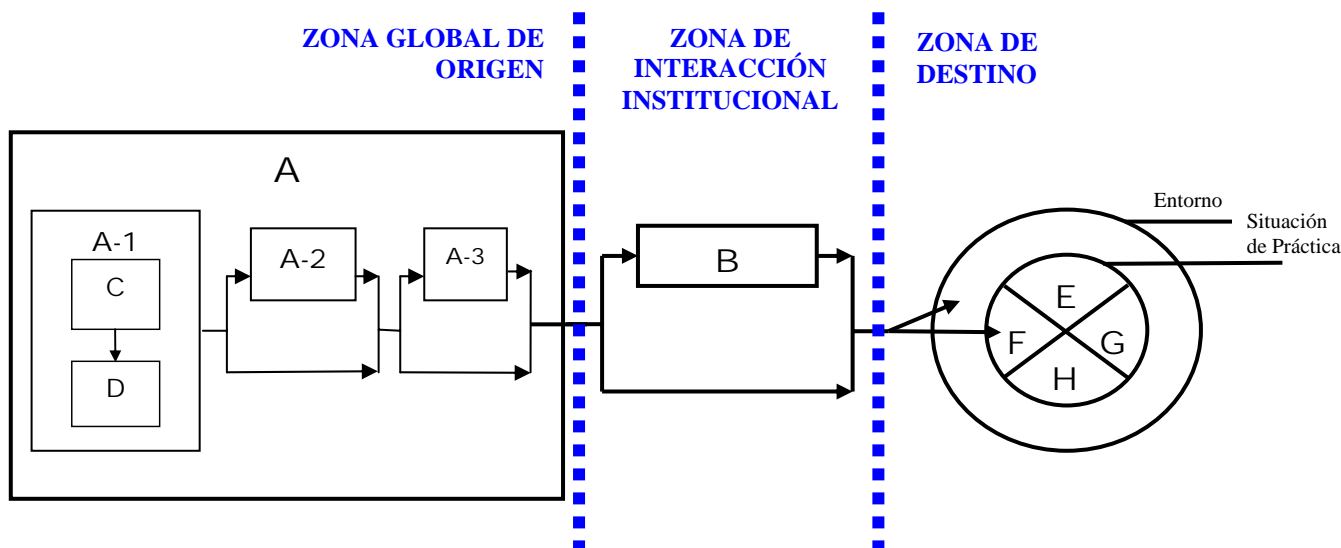 ZONA GLOBAL DE
ORIGEN
ZONA DE
INTERACCIÓN
INSTITUCIONAL
ZONA DE
DESTINO
A
A-1
C
D
A-2
A-3
B
Entorno
Situación
de Práctica
E
F
G
H